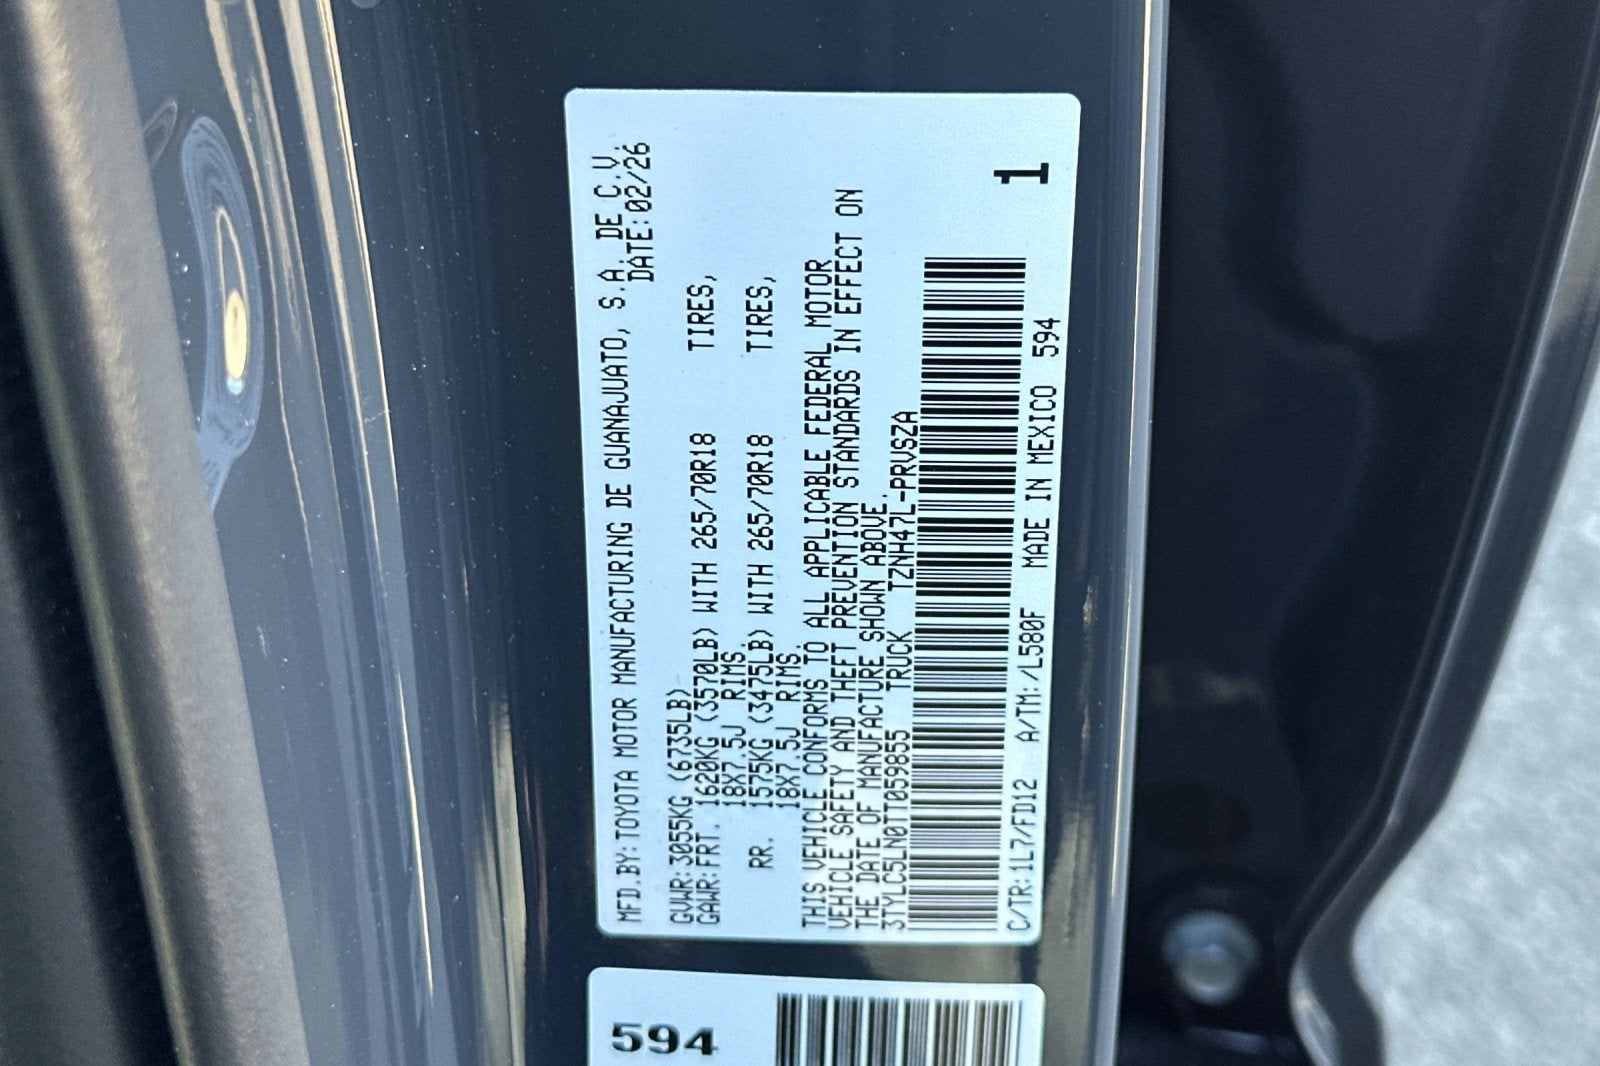 MFD.BY:TOYOTA MOTOR MANUFACTURING DE GUANAJUATO, S.A. DE C.V.
DATE:02/26
GVWR:3055KG (6735LB)
GAWR:FRT. 1620KG (3570LB) WITH 265/70R18 TIRES,
18X7.5J RIMS.
RR. 1575KG (3475LB) WITH 265/70R18 TIRES,
18X7.5J RIMS.
THIS VEHICLE CONFORMS TO ALL APPLICABLE FEDERAL MOTOR
VEHICLE SAFETY AND THEFT PREVENTION STANDARDS IN EFFECT ON
THE DATE OF MANUFACTURE SHOWN ABOVE.
3TYLC5LN0TT059855 TRUCK TZNH47L-PRVSZA
C/TR:1L7/FD12 A/TM:/L580F MADE IN MEXICO 594
1
594